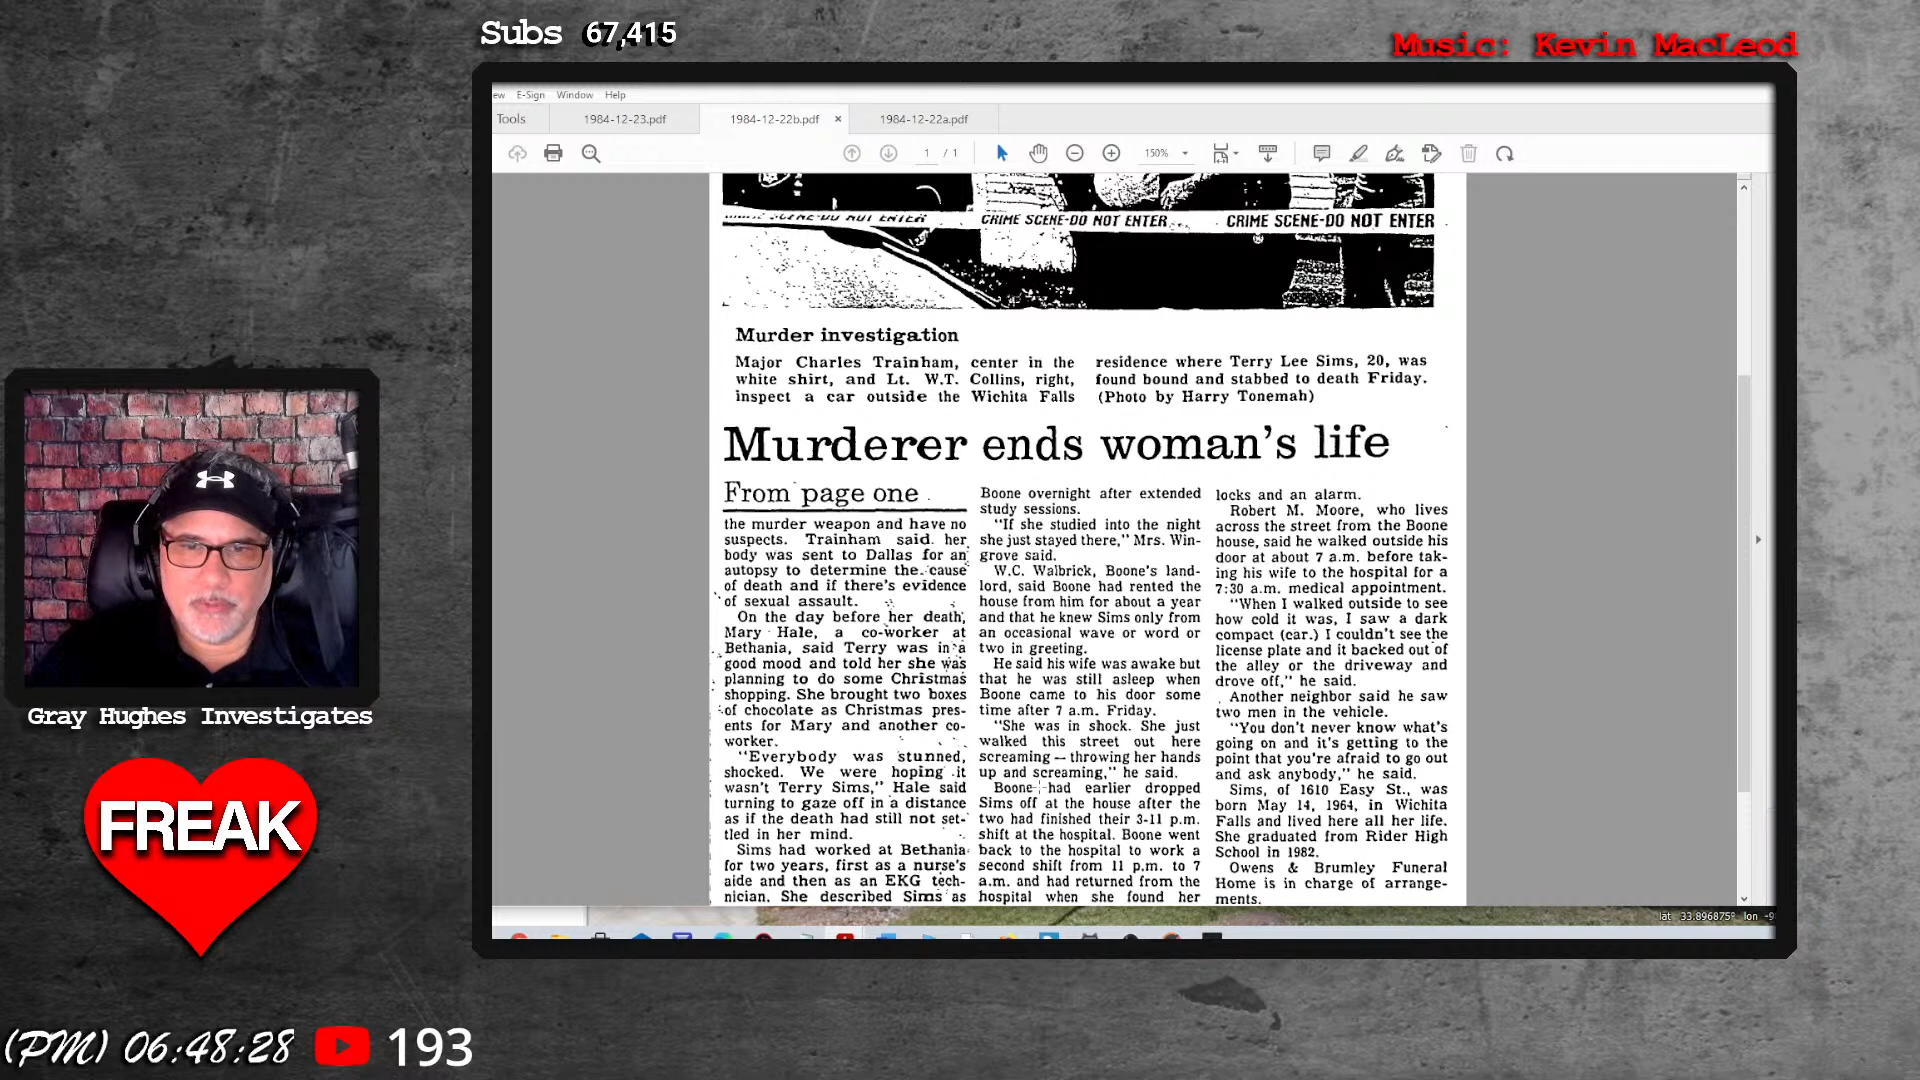 Subs 67,415
Music: Kevin MacLeod
ew E-Sign Window Help
Tools 1984-12-23.pdf 1984-12-22b.pdf × 1984-12-22a.pdf
1 / 1 150%
CRIME SCENE-DO NOT ENTER CRIME SCENE-DO NOT ENTER
Murder investigation
Major Charles Trainham, center in the
white shirt, and Lt. W.T. Collins, right,
inspect a car outside the Wichita Falls
residence where Terry Lee Sims, 20, was
found bound and stabbed to death Friday.
(Photo by Harry Tonemah)
Murderer ends woman's life
From page one
the murder weapon and have no
suspects. Trainham said her
body was sent to Dallas for an
autopsy to determine the cause
of death and if there's evidence
of sexual assault.
On the day before her death,
Mary Hale, a co-worker at
Bethania, said Terry was in a
good mood and told her she was
planning to do some Christmas
shopping. She brought two boxes
of chocolate as Christmas pres-
ents for Mary and another co-
worker.
"Everybody was stunned,
shocked. We were hoping it
wasn't Terry Sims," Hale said
turning to gaze off in a distance
as if the death had still not set-
tled in her mind.
Sims had worked at Bethania
for two years, first as a nurse's
aide and then as an EKG tech-
nician. She described Sims as
Boone overnight after extended
study sessions.
"If she studied into the night
she just stayed there," Mrs. Win-
grove said.
W.C. Walbrick, Boone's land-
lord, said Boone had rented the
house from him for about a year
and that he knew Sims only from
an occasional wave or word or
two in greeting.
He said his wife was awake but
that he was still asleep when
Boone came to his door some
time after 7 a.m. Friday.
"She was in shock. She just
walked this street out here
screaming — throwing her hands
up and screaming," he said.
Boone had earlier dropped
Sims off at the house after the
two had finished their 3-11 p.m.
shift at the hospital. Boone went
back to the hospital to work a
second shift from 11 p.m. to 7
a.m. and had returned from the
hospital when she found her
locks and an alarm.
Robert M. Moore, who lives
across the street from the Boone
house, said he walked outside his
door at about 7 a.m. before tak-
ing his wife to the hospital for a
7:30 a.m. medical appointment.
"When I walked outside to see
how cold it was, I saw a dark
compact (car.) I couldn't see the
license plate and it backed out of
the alley or the driveway and
drove off," he said.
Another neighbor said he saw
two men in the vehicle.
"You don't never know what's
going on and it's getting to the
point that you're afraid to go out
and ask anybody," he said.
Sims, of 1610 Easy St., was
born May 14, 1964, in Wichita
Falls and lived here all her life.
She graduated from Rider High
School in 1982.
Owens & Brumley Funeral
Home is in charge of arrange-
ments.
lat 33.896875° lon -9
Gray Hughes Investigates
FREAK
(PM) 06:48:28 193